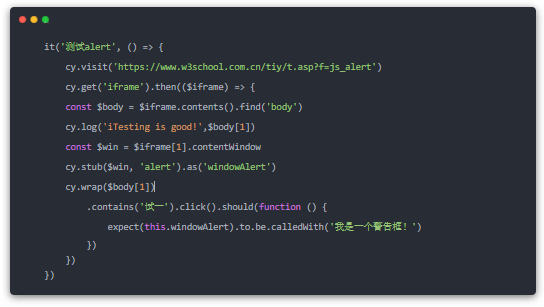 it('测试alert', () => {
cy.visit('https://www.w3school.com.cn/tiy/t.asp?f=js_alert')
cy.get('iframe').then(($iframe) => {
const $body = $iframe.contents().find('body')
cy.log('iTesting is good!',$body[1])
const $win = $iframe[1].contentWindow
cy.stub($win, 'alert').as('windowAlert')
cy.wrap($body[1])
.contains('试一').click().should(function () {
expect(this.windowAlert).to.be.calledWith('我是一个警告框！')
})
})
})